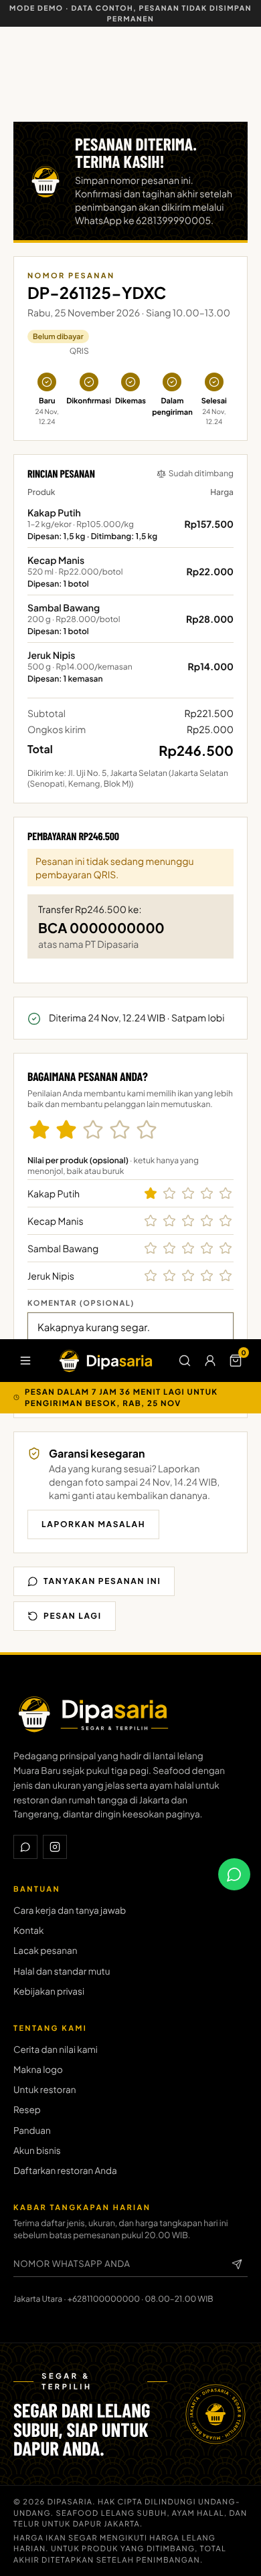 MODE DEMO · DATA CONTOH, PESANAN TIDAK DISIMPAN
PERMANEN
PESANAN DITERIMA.
TERIMA KASIH!
Simpan nomor pesanan ini.
Konfirmasi dan tagihan akhir setelah
penimbangan akan dikirim melalui
WhatsApp ke 6281399990005.
NOMOR PESANAN
DP-261125-YDXC
Rabu, 25 November 2026 · Siang 10.00–13.00
Belum dibayar
QRIS
Baru
24 Nov,
12.24
Dikonfirmasi
Dikemas
Dalam
pengiriman
Selesai
24 Nov,
12.24
RINCIAN PESANAN
Sudah ditimbang
Produk
Harga
Kakap Putih
1–2 kg/ekor · Rp105.000/kg
Dipesan: 1,5 kg · Ditimbang: 1,5 kg
Rp157.500
Kecap Manis
520 ml · Rp22.000/botol
Dipesan: 1 botol
Rp22.000
Sambal Bawang
200 g · Rp28.000/botol
Dipesan: 1 botol
Rp28.000
Jeruk Nipis
500 g · Rp14.000/kemasan
Dipesan: 1 kemasan
Rp14.000
Subtotal
Rp221.500
Ongkos kirim
Rp25.000
Total
Rp246.500
Dikirim ke: Jl. Uji No. 5, Jakarta Selatan (Jakarta Selatan
(Senopati, Kemang, Blok M))
PEMBAYARAN RP246.500
Pesanan ini tidak sedang menunggu
pembayaran QRIS.
Transfer Rp246.500 ke:
BCA 0000000000
atas nama PT Dipasaria
Diterima 24 Nov, 12.24 WIB · Satpam lobi
BAGAIMANA PESANAN ANDA?
Penilaian Anda membantu kami memilih ikan yang lebih
baik dan membantu pelanggan lain memutuskan.
Nilai per produk (opsional) · ketuk hanya yang
menonjol, baik atau buruk
Kakap Putih
Kecap Manis
Sambal Bawang
Jeruk Nipis
KOMENTAR (OPSIONAL)
Kakapnya kurang segar.
Dipasaria
0
PESAN DALAM 7 JAM 36 MENIT LAGI UNTUK
PENGIRIMAN BESOK, RAB, 25 NOV
Garansi kesegaran
Ada yang kurang sesuai? Laporkan
dengan foto sampai 24 Nov, 14.24 WIB,
kami ganti atau kembalikan dananya.
LAPORKAN MASALAH
TANYAKAN PESANAN INI
PESAN LAGI
Dipasaria
SEGAR & TERPILIH
Pedagang prinsipal yang hadir di lantai lelang
Muara Baru sejak pukul tiga pagi. Seafood dengan
jenis dan ukuran yang jelas serta ayam halal untuk
restoran dan rumah tangga di Jakarta dan
Tangerang, diantar dingin keesokan paginya.
BANTUAN
Cara kerja dan tanya jawab
Kontak
Lacak pesanan
Halal dan standar mutu
Kebijakan privasi
TENTANG KAMI
Cerita dan nilai kami
Makna logo
Untuk restoran
Resep
Panduan
Akun bisnis
Daftarkan restoran Anda
KABAR TANGKAPAN HARIAN
Terima daftar jenis, ukuran, dan harga tangkapan hari ini
sebelum batas pemesanan pukul 20.00 WIB.
NOMOR WHATSAPP ANDA
Jakarta Utara · +6281100000000 · 08.00–21.00 WIB
SEGAR &
TERPILIH
SEGAR DARI LELANG
SUBUH, SIAP UNTUK
DAPUR ANDA.
© 2026 DIPASARIA. HAK CIPTA DILINDUNGI UNDANG-
UNDANG. SEAFOOD LELANG SUBUH, AYAM HALAL, DAN
TELUR UNTUK DAPUR JAKARTA.
HARGA IKAN SEGAR MENGIKUTI HARGA LELANG
HARIAN. UNTUK PRODUK YANG DITIMBANG, TOTAL
AKHIR DITETAPKAN SETELAH PENIMBANGAN.